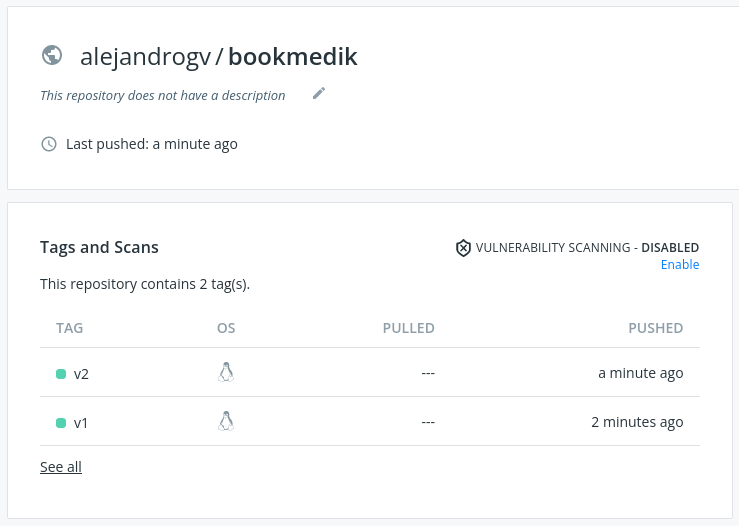 alejandrogv / bookmedik
This repository does not have a description
Last pushed: a minute ago
Tags and Scans
VULNERABILITY SCANNING - DISABLED
Enable
This repository contains 2 tag(s).
TAG OS PULLED PUSHED
v2 --- a minute ago
v1 --- 2 minutes ago
See all